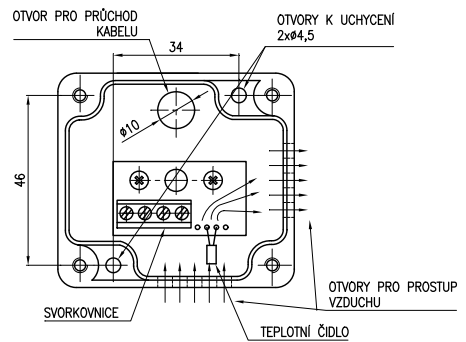 OTVOR PRO PRŮCHOD
KABELU
34
OTVORY K UCHYCENÍ
2xø4,5
ø10
46
SVORKOVNICE
OTVORY PRO PROSTUP
VZDUCHU
TEPLOTNÍ ČIDLO